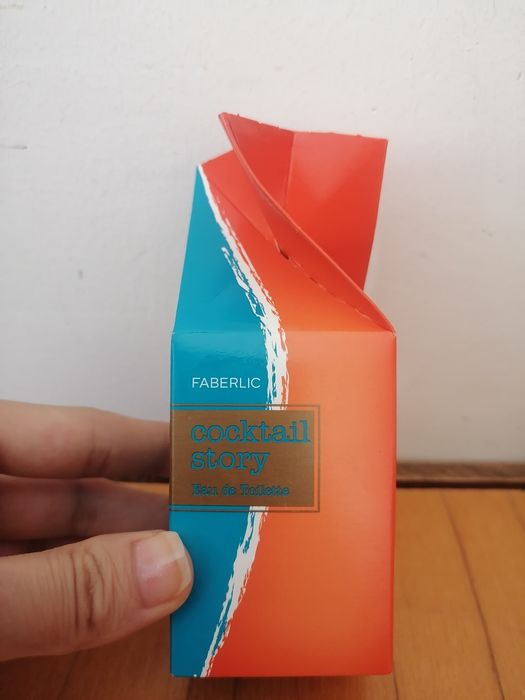 FABERLIC
cocktail
story
Eau de Toilette